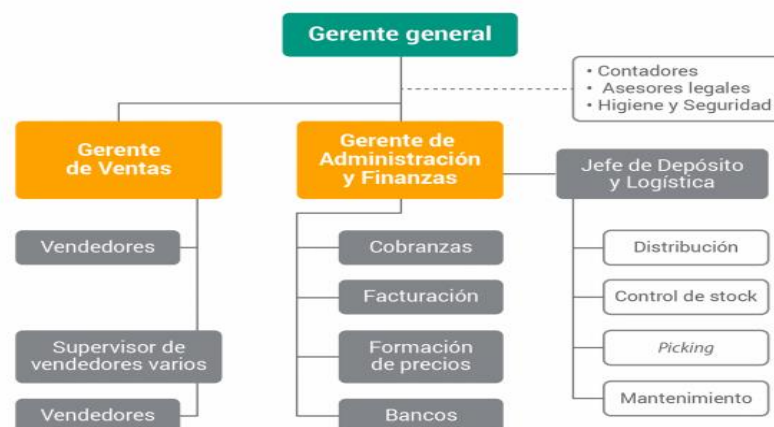 Gerente general
• Contadores
• Asesores legales
• Higiene y Seguridad
Gerente
de Ventas
Gerente de
Administración
y Finanzas
Jefe de Depósito
y Logística
Vendedores
Supervisor de
vendedores varios
Vendedores
Cobranzas
Facturación
Formación
de precios
Bancos
Distribución
Control de stock
Picking
Mantenimiento